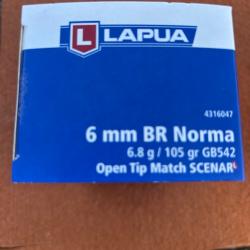 L LAPUA
4316047
6 mm BR Norma
6.8 g / 105 gr GB542
Open Tip Match SCENAR